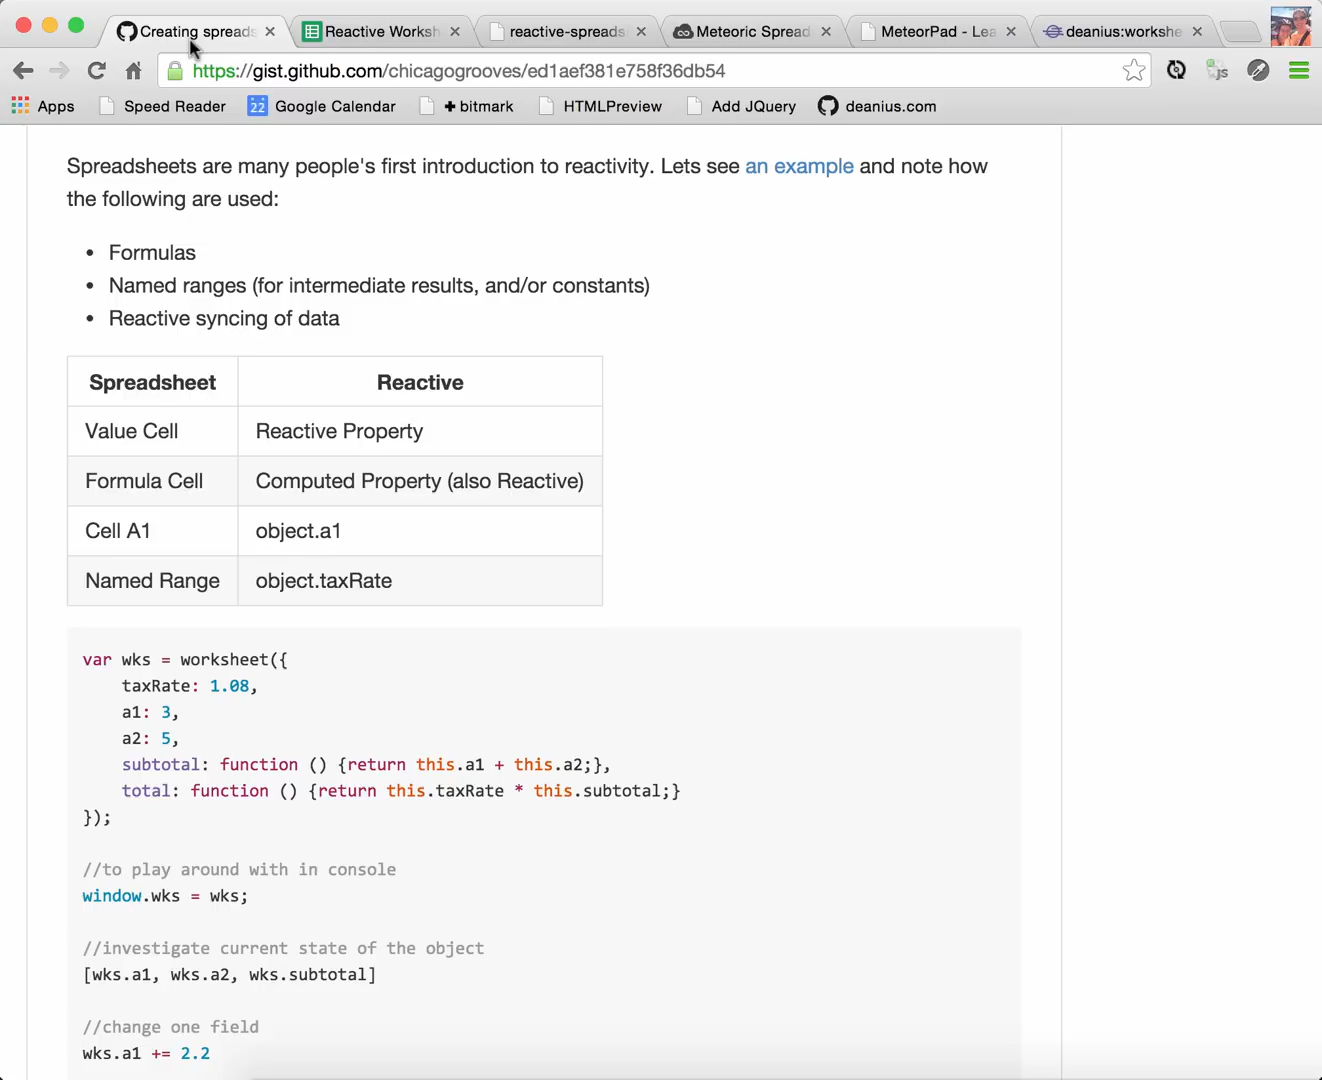 Creating spreads
Reactive Worksh
reactive-spreads
Meteoric Spread
MeteorPad - Lea
deanius:workshe
https://gist.github.com/chicagogrooves/ed1aef381e758f36db54
js
Apps
Speed Reader
22
Google Calendar
+ bitmark
HTMLPreview
Add JQuery
deanius.com
Spreadsheets are many people's first introduction to reactivity. Lets see an example and note how
the following are used:
• Formulas
• Named ranges (for intermediate results, and/or constants)
• Reactive syncing of data
Spreadsheet Reactive
Value Cell Reactive Property
Formula Cell Computed Property (also Reactive)
Cell A1 object.a1
Named Range object.taxRate
var wks = worksheet({
taxRate: 1.08,
a1: 3,
a2: 5,
subtotal: function () {return this.a1 + this.a2;},
total: function () {return this.taxRate * this.subtotal;}
});
//to play around with in console
window.wks = wks;
//investigate current state of the object
[wks.a1, wks.a2, wks.subtotal]
//change one field
wks.a1 += 2.2